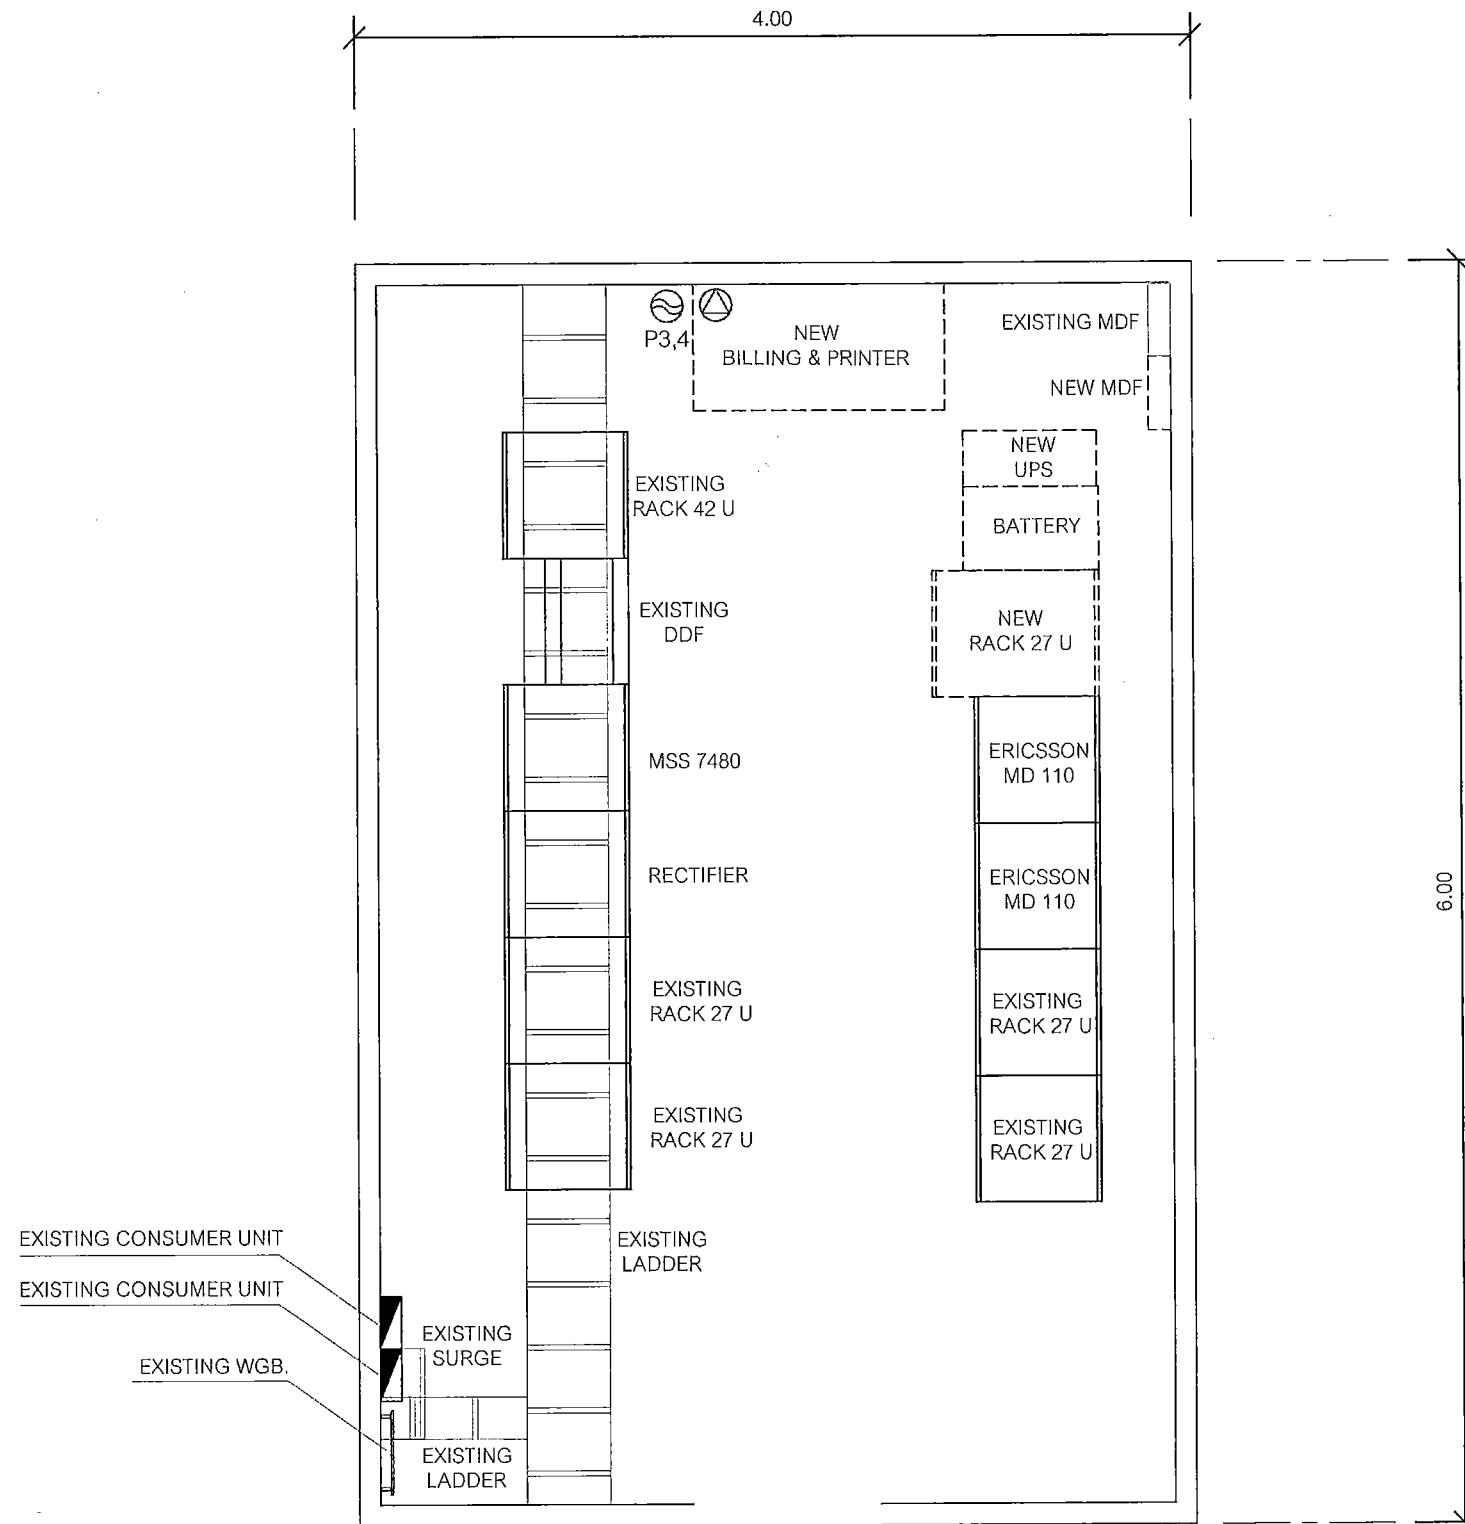 4.00
P3,4
NEW
BILLING & PRINTER
EXISTING MDF
NEW MDF
NEW
UPS
EXISTING
RACK 42 U
BATTERY
EXISTING
DDF
NEW
RACK 27 U
MSS 7480
ERICSSON
MD 110
RECTIFIER
ERICSSON
MD 110
6.00
EXISTING
RACK 27 U
EXISTING
RACK 27 U
EXISTING
RACK 27 U
EXISTING
RACK 27 U
EXISTING CONSUMER UNIT
EXISTING
LADDER
EXISTING CONSUMER UNIT
EXISTING
SURGE
EXISTING WGB.
EXISTING
LADDER